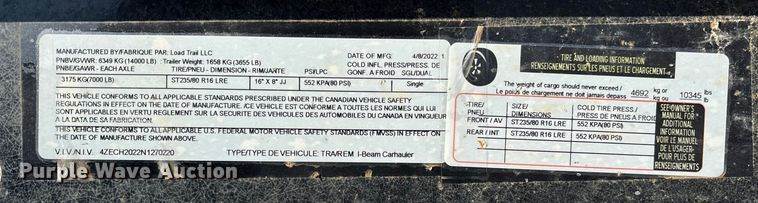 MANUFACTURED BY/FABRIQUE PAR: Load Trail LLC DATE OF MFG: 4/8/2022
PNBV/GVWR: 6349 KG (14000 LB) :Trailer Weight: 1658 KG (3655 LB) COLD INFL. PRESS/PRESS. DE
PNBE/GAWR - EACH AXLE TIRE/PNEU - DIMENSION - RIM/JANTE PSI/LPC GONF. A FROID SGL/DUAL
3175 KG(7000 LB) ST235/80 R16 LRE 16" X 8" JJ 552 KPA(80 PSI) Single
THIS VEHICLE CONFORMS TO ALL APPLICABLE STANDARDS PRESCRIBED UNDER THE CANADIAN VEHICLE SAFETY
REGULATIONS IN EFFECT ON THE DATE OF MANUFACTURE. /CE VEHICLE EST CONFORME A TOUTES LES NORMES QUI LUI
SONT APPLICABLES EN VERTU REGLEMENT SUR LA SECURITE DES VEHICULES DES AUTOMOBILES DU CANADA EN VINGUEUR
A LA DATA DE SA FABRICATION.
THIS VEHICLE CONFORMS TO ALL APPLICABLE U.S. FEDERAL MOTOR VEHICLE SAFETY STANDARDS (FMVSS) IN EFFECT ON
THE DATE OF MANUFACTURE SHOWN ABOVE.
V.I.V./N.I.V. 4ZECH2022N1270220 TYPE/TYPE DE VEHICULE: TRA/REM I-Beam Carhauler
TIRE AND LOADING INFORMATION
RENSEIGNEMENTS SUR LES PNEUS ET LE CHARGEMENT
The weight of cargo should never exceed/ 4692 kg or 10345 lbs
Le poids de chargement ne doit jamais depass kg ou lb
TIRE/
PNEU
SIZE/
DIMENSIONS
COLD TIRE PRESS./
PRESS DE PNEUS A FROID
FRONT / AV ST235/80 R16 LRE 552 KPA(80 PSI)
REAR / INT ST235/80 R16 LRE 552 KPA(80 PSI)
SEE OWNER'S
MANUAL FOR
ADDITIONAL
INFORMATION
VOIR LE MANUEL
DE L'USAGER
POUR PLUS DE
RENSEIGNEMENTS
Purple Wave Auction